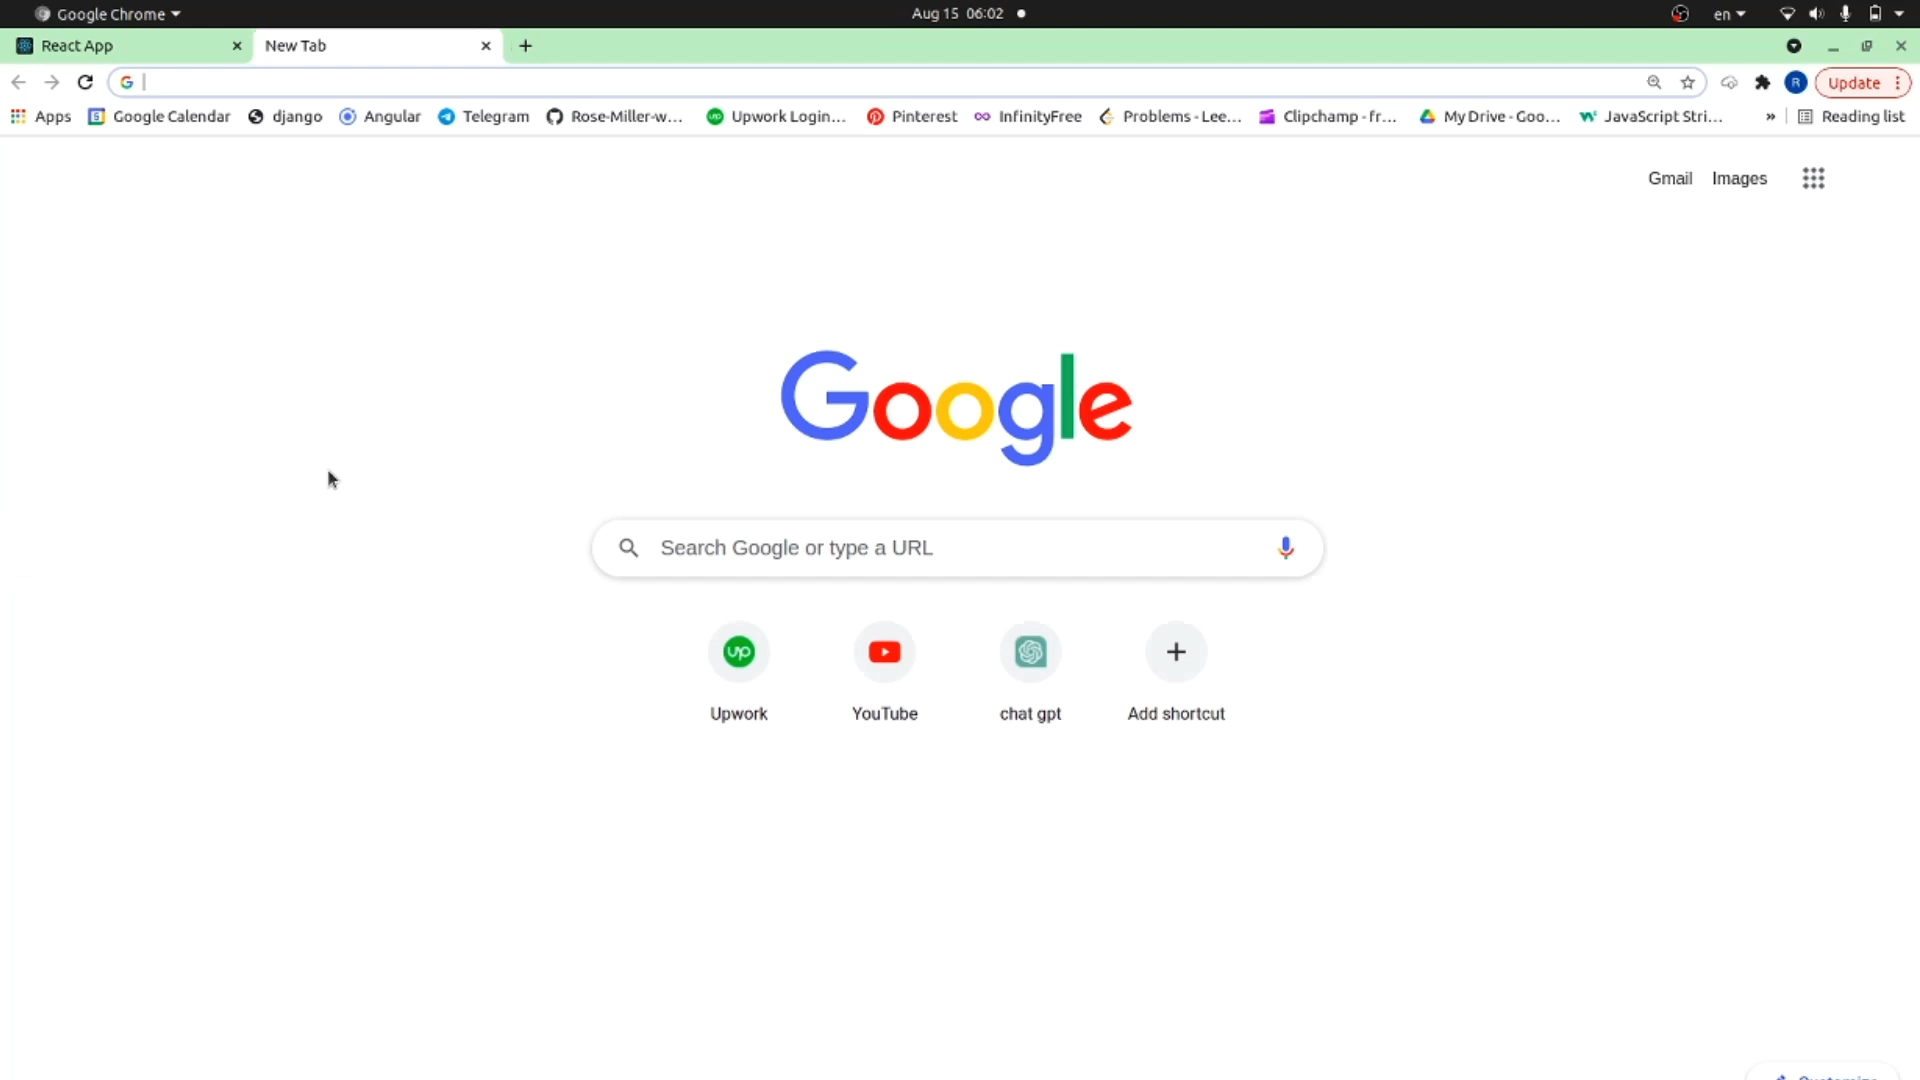 Google Chrome
Aug 15 06:02
en
React App
New Tab
Update
Apps
Google Calendar
django
Angular
Telegram
Rose-Miller-w...
Upwork Login...
Pinterest
InfinityFree
Problems - Lee...
Clipchamp - fr...
My Drive - Goo...
JavaScript Stri...
»
Reading list
Gmail
Images
Google
Search Google or type a URL
up
Upwork
YouTube
chat gpt
Add shortcut